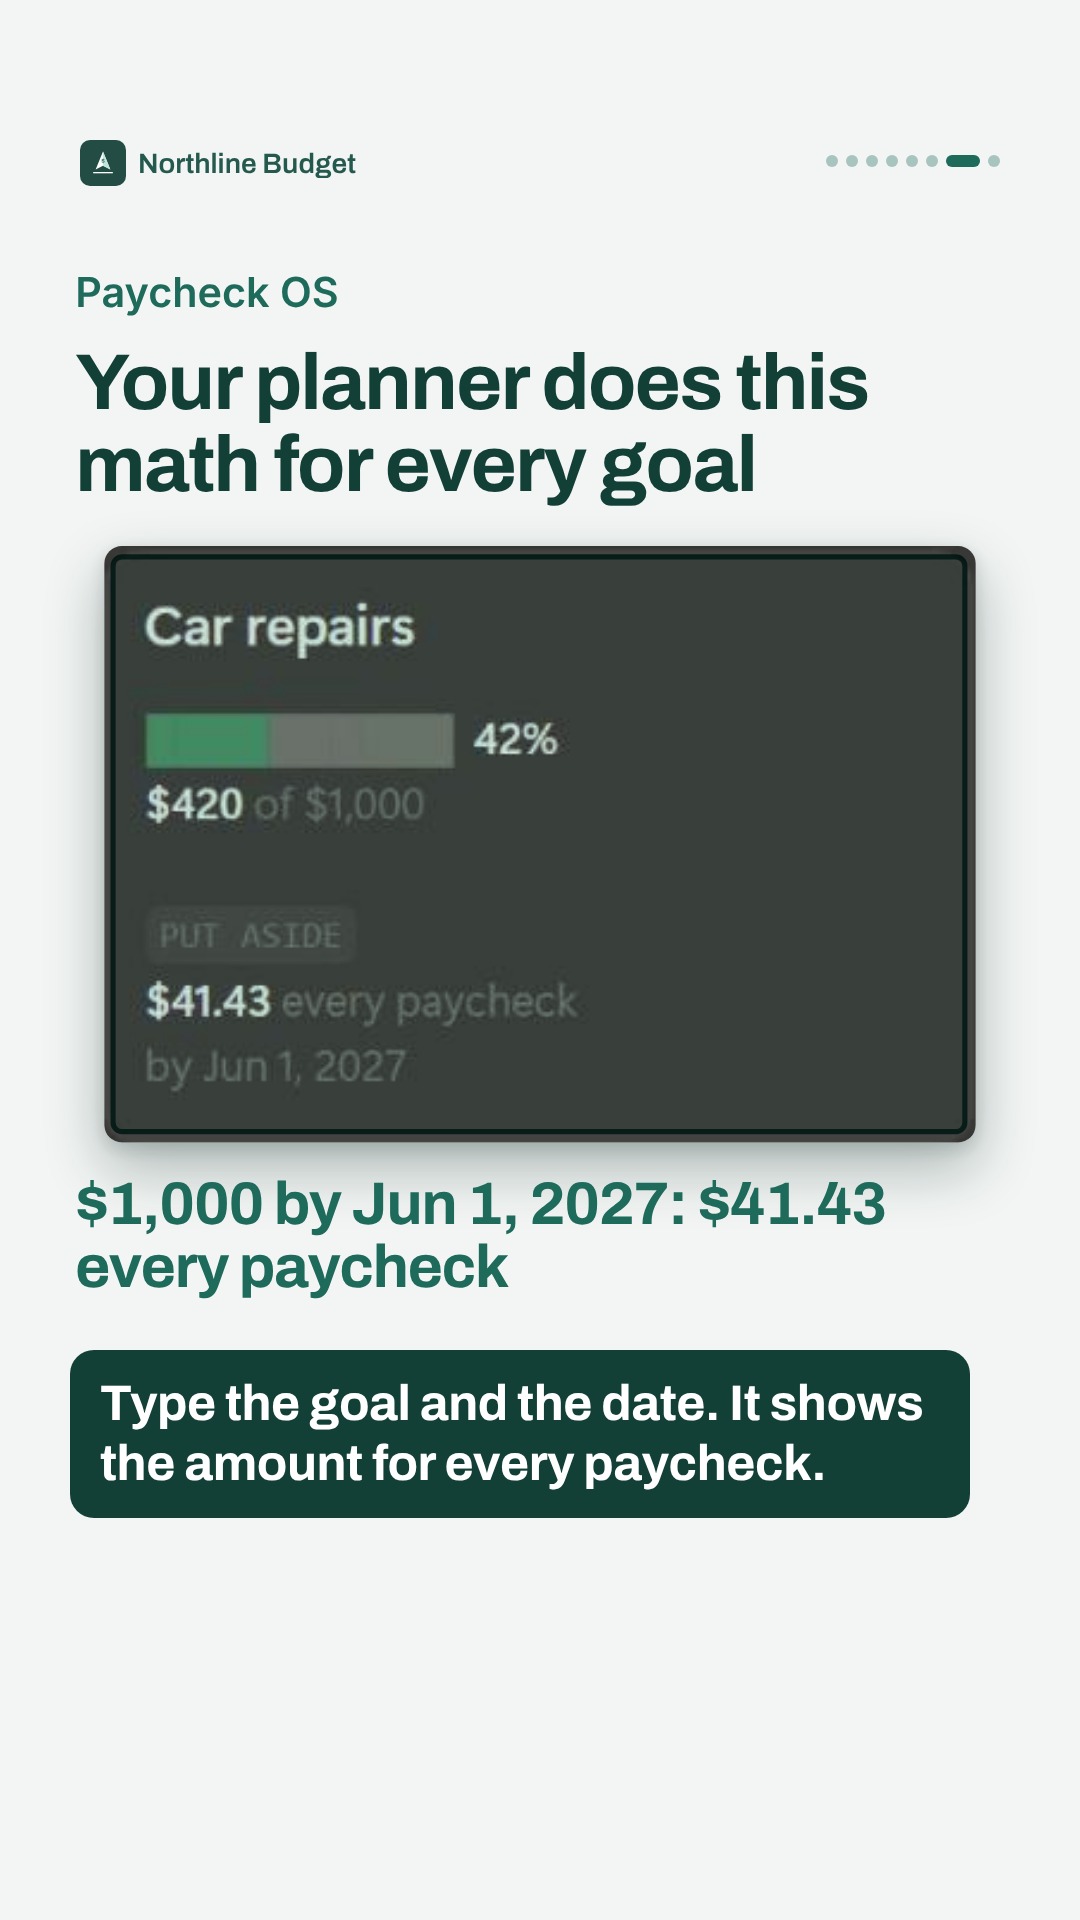 Northline Budget
Paycheck OS
Your planner does this
math for every goal
Car repairs
42%
$420 of $1,000
PUT ASIDE
$41.43 every paycheck
by Jun 1, 2027
$1,000 by Jun 1, 2027: $41.43
every paycheck
Type the goal and the date. It shows
the amount for every paycheck.